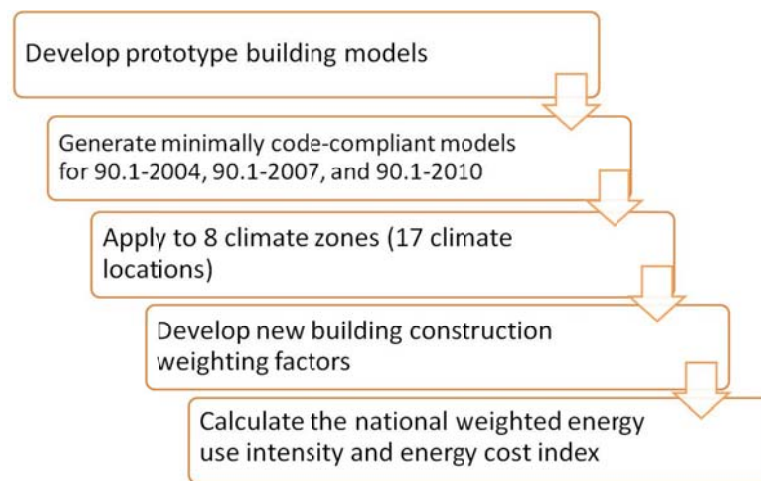 Develop prototype building models
Generate minimally code-compliant models
for 90.1-2004, 90.1-2007, and 90.1-2010
Apply to 8 climate zones (17 climate
locations)
Develop new building construction
weighting factors
Calculate the national weighted energy
use intensity and energy cost index